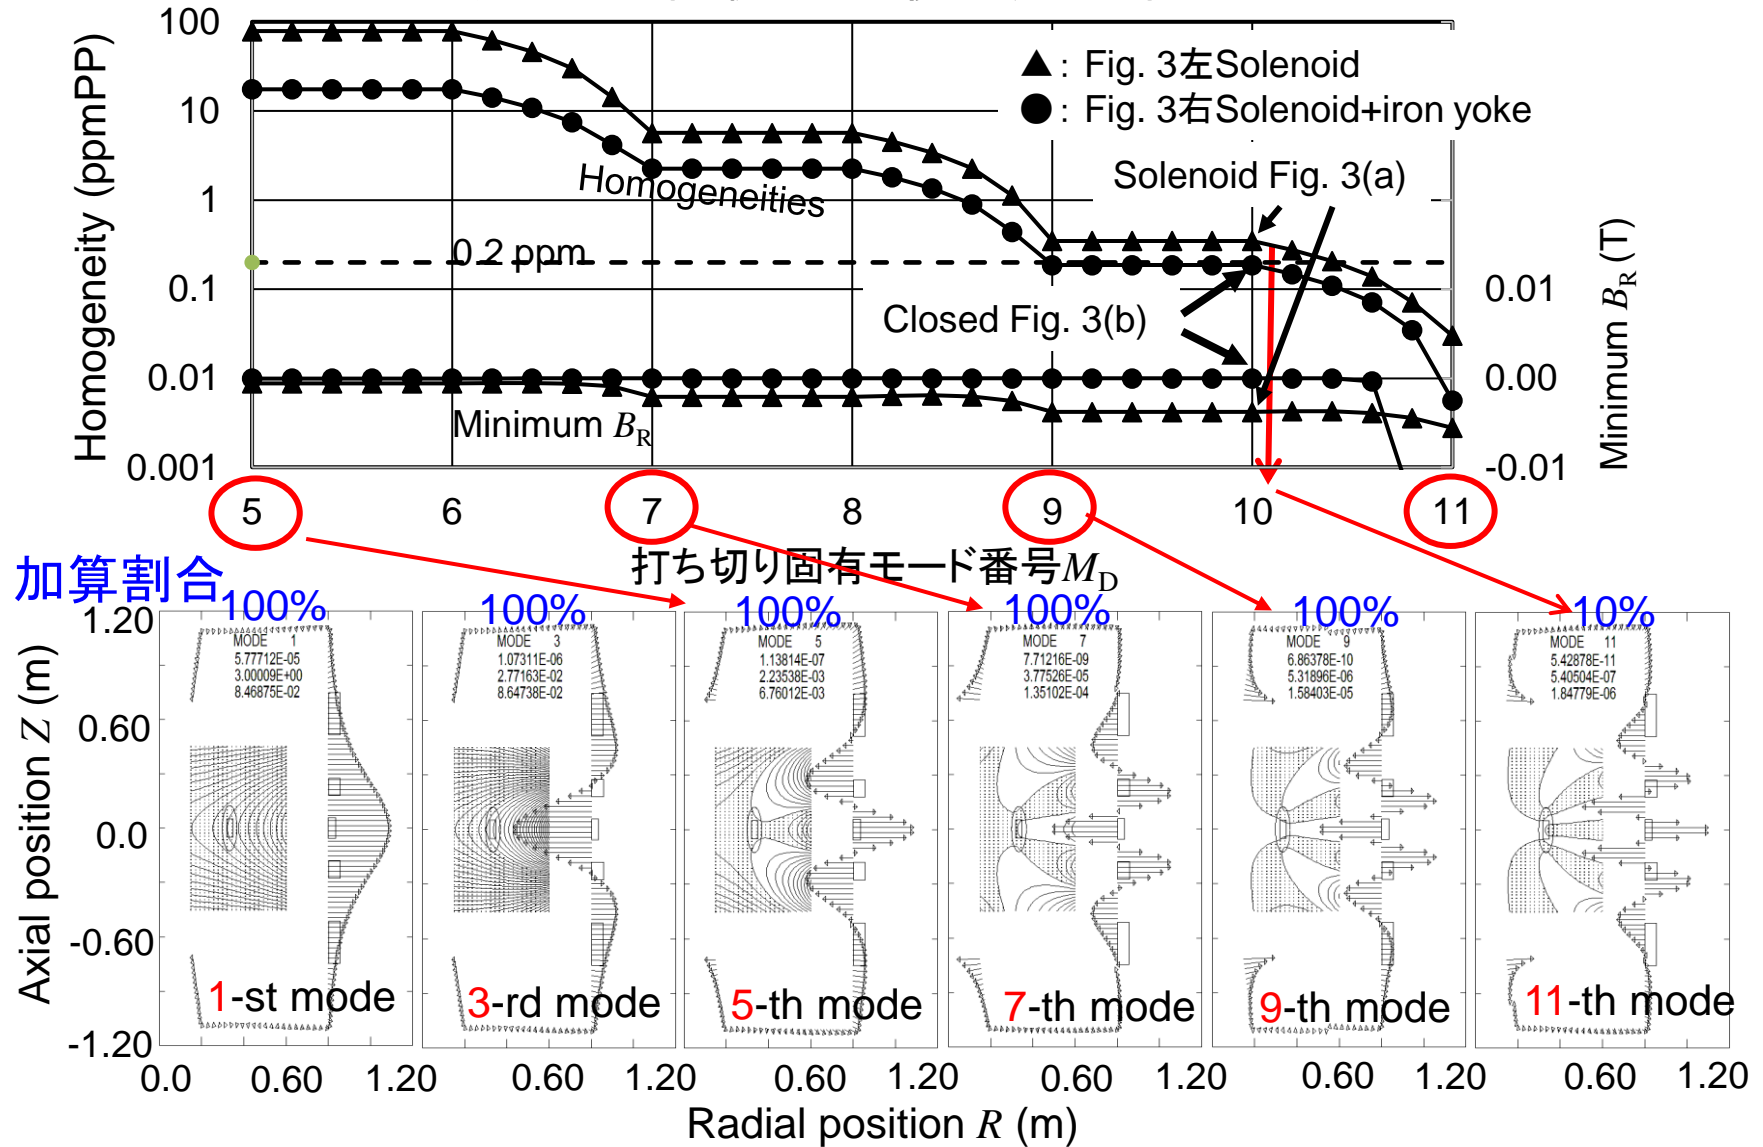 100
10
1
0.1
0.01
0.001
Homogeneity (ppmPP)
▲: Fig. 3左Solenoid
●: Fig. 3右Solenoid+iron yoke
Solenoid Fig. 3(a)
Homogeneities
0.2 ppm
Closed Fig. 3(b)
Minimum BR
0.01
0.00
-0.01
Minimum BR (T)
5 6 7 8 9 10 11
打ち切り固有モード番号MD
加算割合
100% 100% 100% 100% 100% 10%
1.20
0.60
0.0
-0.60
-1.20
Axial position Z (m)
MODE 1
5.77712E-05
3.00009E+00
8.46875E-02
1-st mode
MODE 3
1.07311E-06
2.77163E-02
8.64738E-02
3-rd mode
MODE 5
1.13814E-07
2.23538E-03
6.76012E-03
5-th mode
MODE 7
7.71216E-09
3.77526E-05
1.35102E-04
7-th mode
MODE 9
6.86378E-10
5.31896E-06
1.58403E-05
9-th mode
MODE 11
5.42878E-11
5.40504E-07
1.84779E-06
11-th mode
0.0 0.60 1.20 0.60 1.20 0.60 1.20 0.60 1.20 0.60 1.20
Radial position R (m)